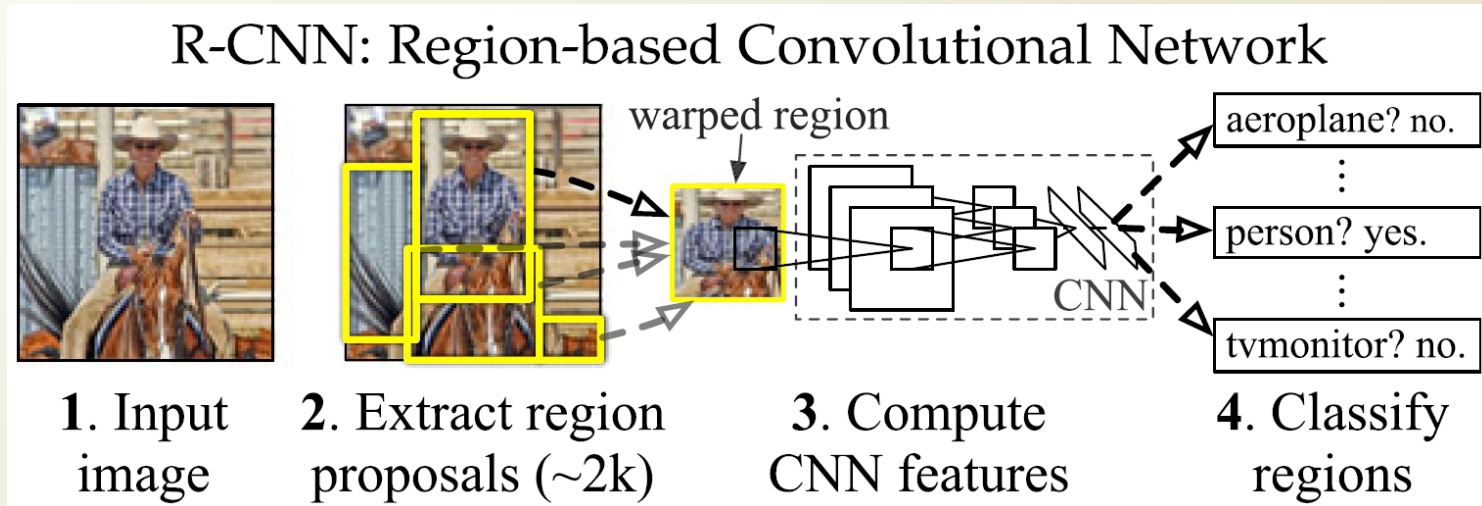 R-CNN: Region-based Convolutional Network
warped region
aeroplane? no.
⋮
person? yes.
⋮
tvmonitor? no.
CNN
1. Input
image
2. Extract region
proposals (~2k)
3. Compute
CNN features
4. Classify
regions